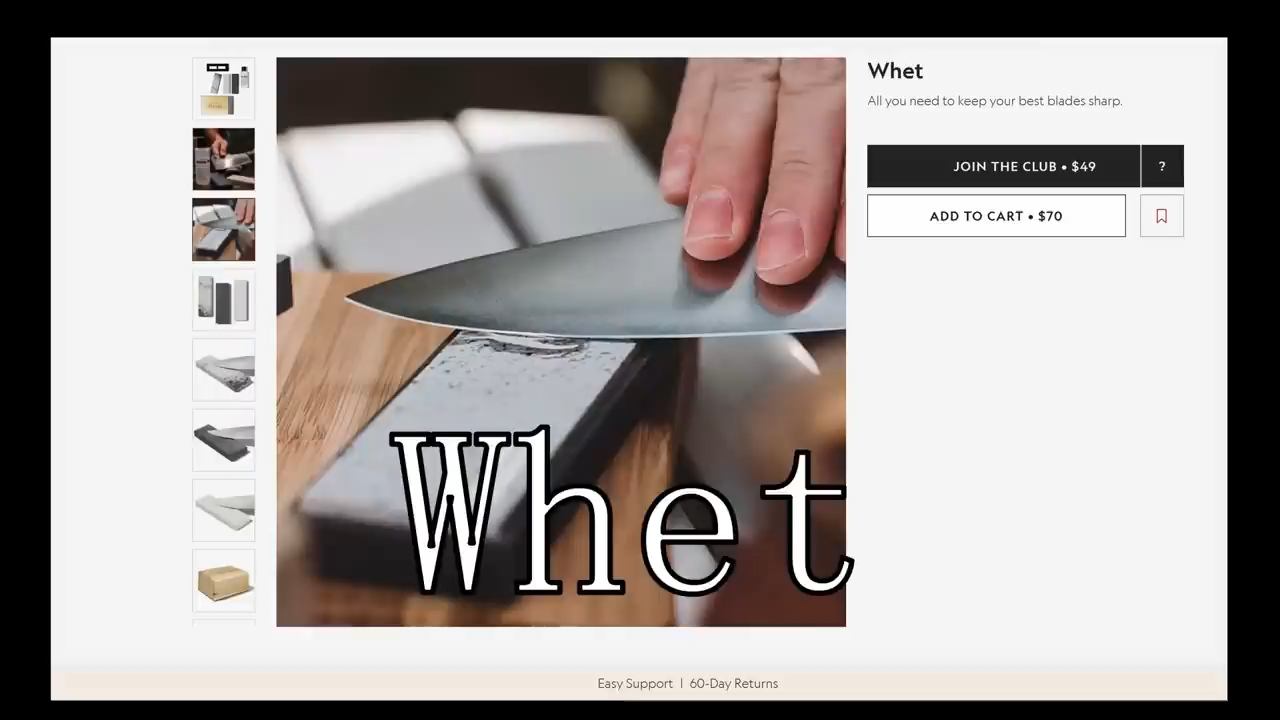 Whet
All you need to keep your best blades sharp.
JOIN THE CLUB • $49
?
ADD TO CART • $70
Whet
Easy Support | 60-Day Returns